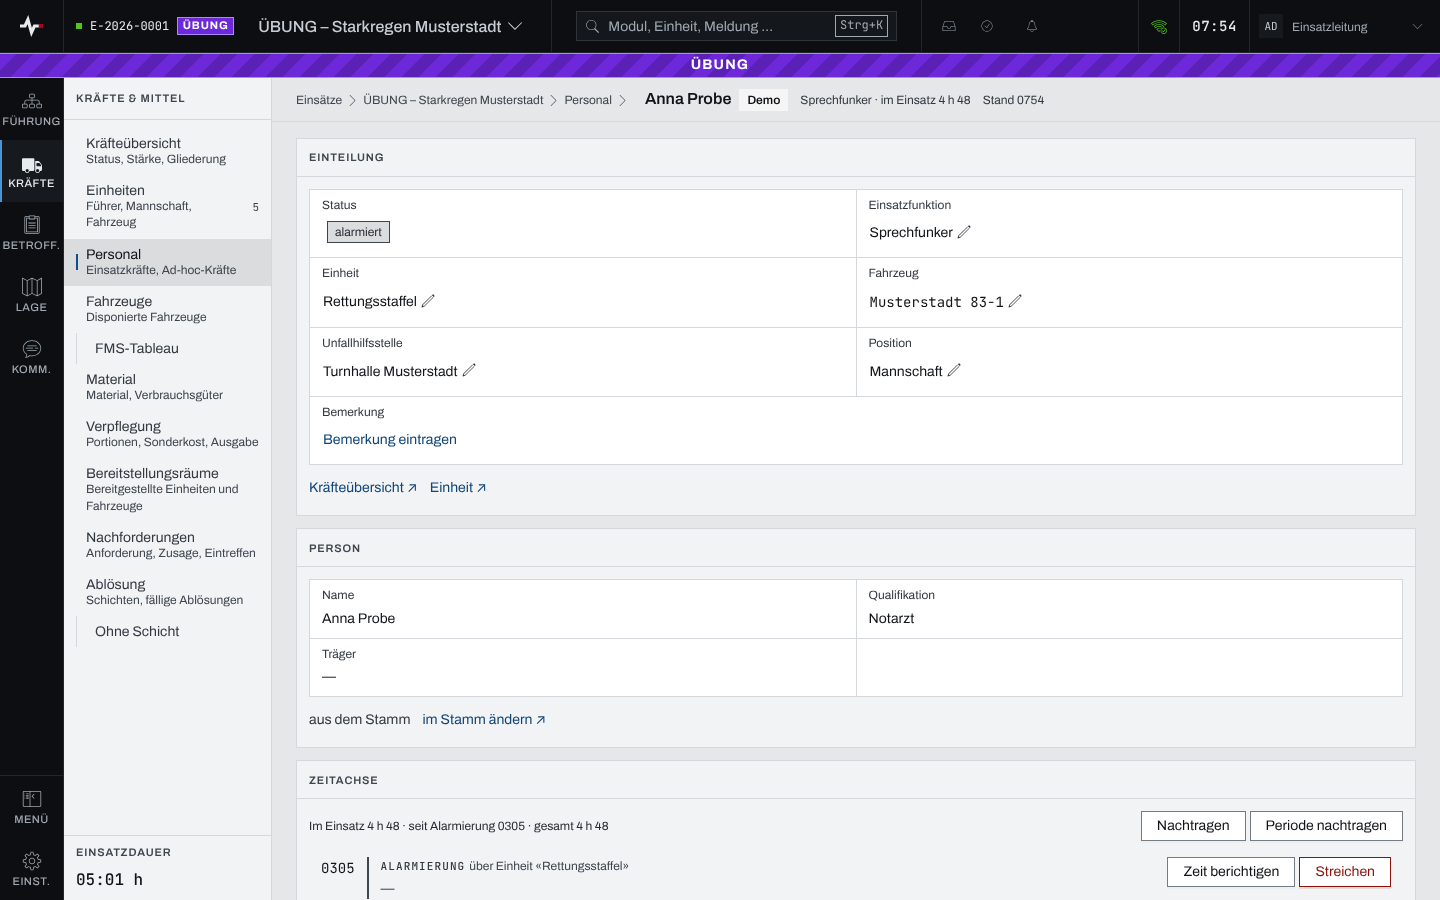 E-2026-0001 ÜBUNG ÜBUNG – Starkregen Musterstadt Modul, Einheit, Meldung ... Strg+K 07:54 AD Einsatzleitung
ÜBUNG
FÜHRUNG
KRÄFTE
BETROFF.
LAGE
KOMM.
MENÜ
EINST.
KRÄFTE & MITTEL
Kräfteübersicht
Status, Stärke, Gliederung
Einheiten
Führer, Mannschaft,
Fahrzeug
5
Personal
Einsatzkräfte, Ad-hoc-Kräfte
Fahrzeuge
Disponierte Fahrzeuge
FMS-Tableau
Material
Material, Verbrauchsgüter
Verpflegung
Portionen, Sonderkost, Ausgabe
Bereitstellungsräume
Bereitgestellte Einheiten und
Fahrzeuge
Nachforderungen
Anforderung, Zusage, Eintreffen
Ablösung
Schichten, fällige Ablösungen
Ohne Schicht
EINSATZDAUER
05:01 h
Einsätze ÜBUNG – Starkregen Musterstadt Personal Anna Probe Demo Sprechfunker · im Einsatz 4 h 48 Stand 0754
EINTEILUNG
Status
alarmiert
Einsatzfunktion
Sprechfunker
Einheit
Rettungsstaffel
Fahrzeug
Musterstadt 83-1
Unfallhilfsstelle
Turnhalle Musterstadt
Position
Mannschaft
Bemerkung
Bemerkung eintragen
Kräfteübersicht ↗ Einheit ↗
PERSON
Name
Anna Probe
Qualifikation
Notarzt
Träger
—
aus dem Stamm im Stamm ändern ↗
ZEITACHSE
Im Einsatz 4 h 48 · seit Alarmierung 0305 · gesamt 4 h 48
Nachtragen Periode nachtragen
0305 ALARMIERUNG über Einheit «Rettungsstaffel»
—
Zeit berichtigen Streichen